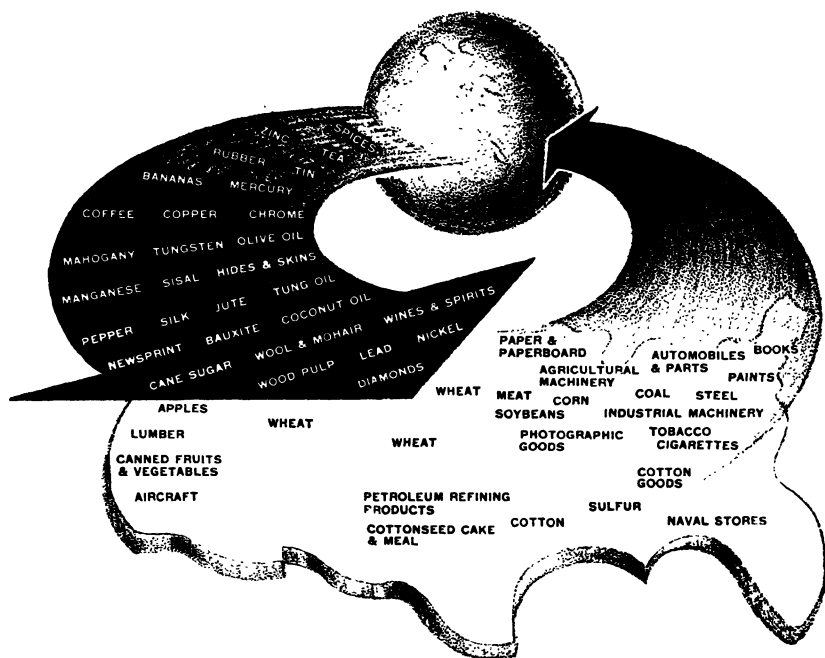 ZINC SPICES
RUBBER TIN TEA
BANANAS MERCURY
COFFEE COPPER CHROME
MAHOGANY TUNGSTEN OLIVE OIL
MANGANESE SISAL HIDES & SKINS
PEPPER SILK JUTE TUNG OIL
NEWSPRINT BAUXITE COCONUT OIL
CANE SUGAR WOOL & MOHAIR WINES & SPIRITS
WOOD PULP LEAD NICKEL
DIAMONDS
PAPER &
PAPERBOARD
AUTOMOBILES
& PARTS
BOOKS
AGRICULTURAL
MACHINERY
PAINTS
WHEAT
MEAT
CORN
COAL
STEEL
APPLES
SOYBEANS
INDUSTRIAL MACHINERY
WHEAT
LUMBER
WHEAT
PHOTOGRAPHIC
GOODS
TOBACCO
CIGARETTES
CANNED FRUITS
& VEGETABLES
COTTON
GOODS
AIRCRAFT
PETROLEUM REFINING
PRODUCTS
SULFUR
COTTONSEED CAKE
& MEAL
COTTON
NAVAL STORES